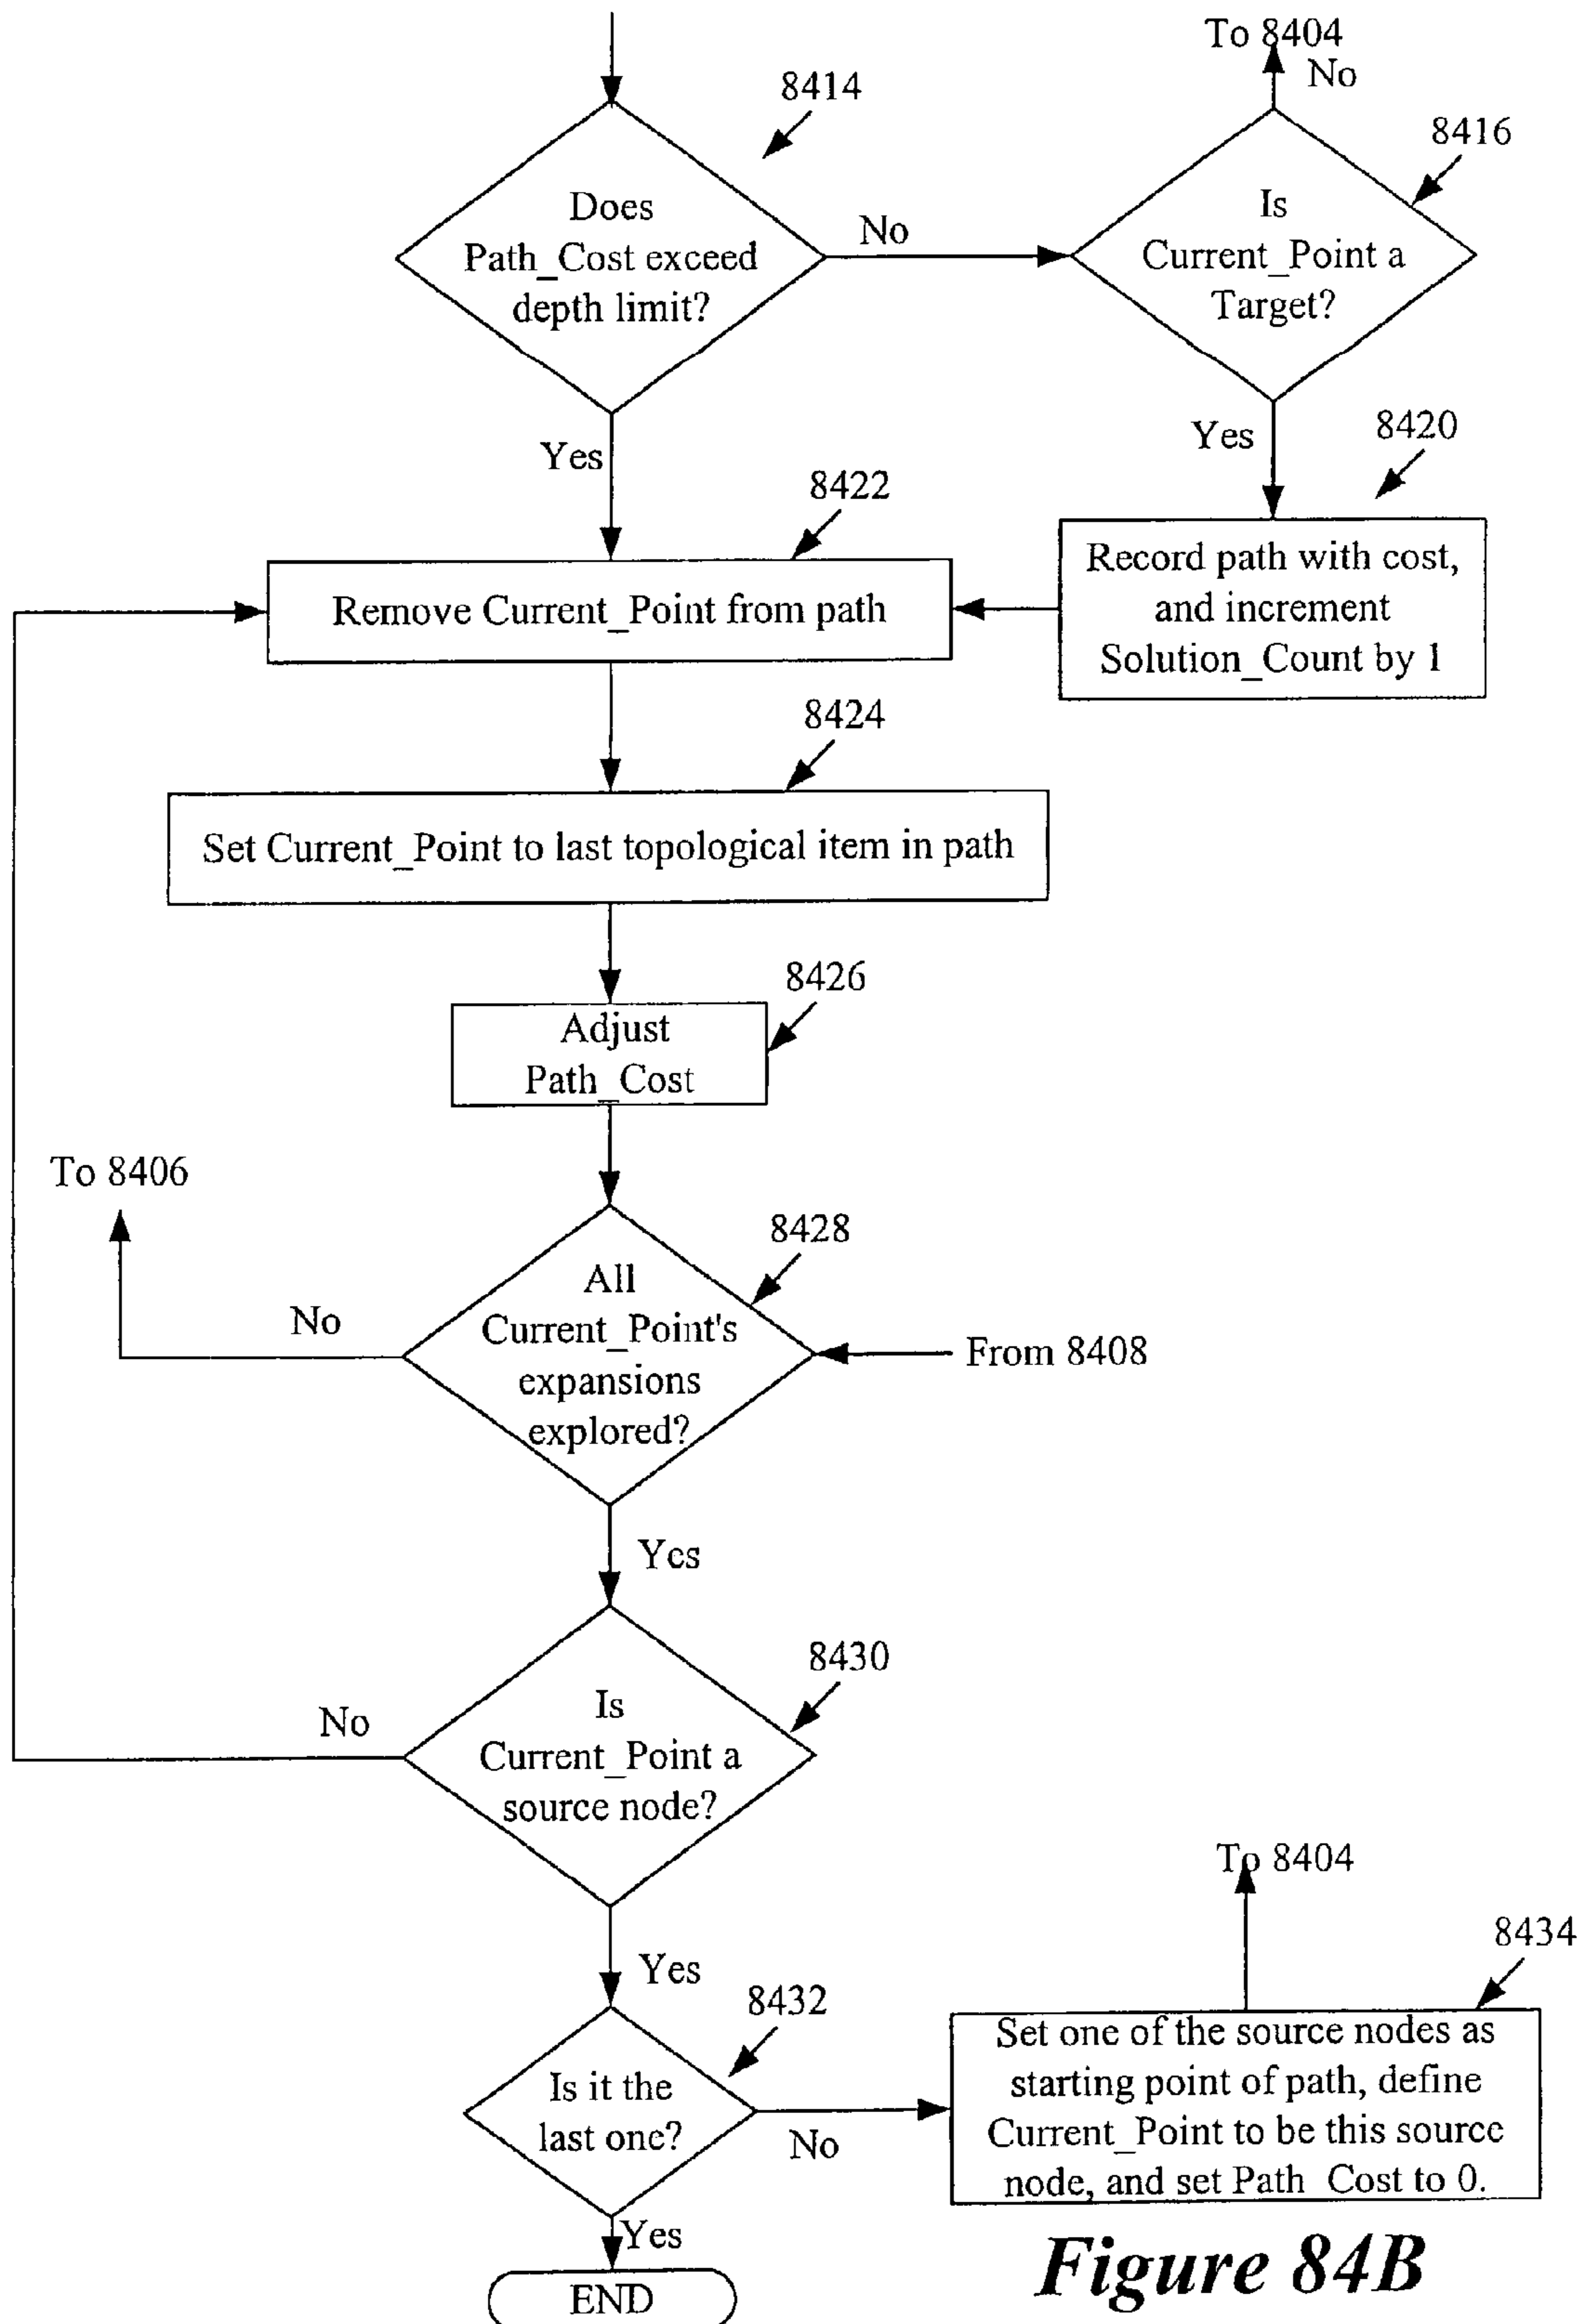 To 8404
No
8414
8416
Does
Path_Cost exceed
depth limit?
No
Is
Current_Point a
Target?
Yes
Yes
8420
8422
Record path with cost,
and increment
Solution_Count by 1
Remove Current_Point from path
8424
Set Current_Point to last topological item in path
8426
Adjust
Path_Cost
To 8406
8428
All
Current_Point's
expansions
explored?
No
From 8408
Yes
8430
Is
Current_Point a
source node?
No
To 8404
8434
Yes
8432
Is it the
last one?
No
Set one of the source nodes as
starting point of path, define
Current_Point to be this source
node, and set Path_Cost to 0.
Yes
END
Figure 84B